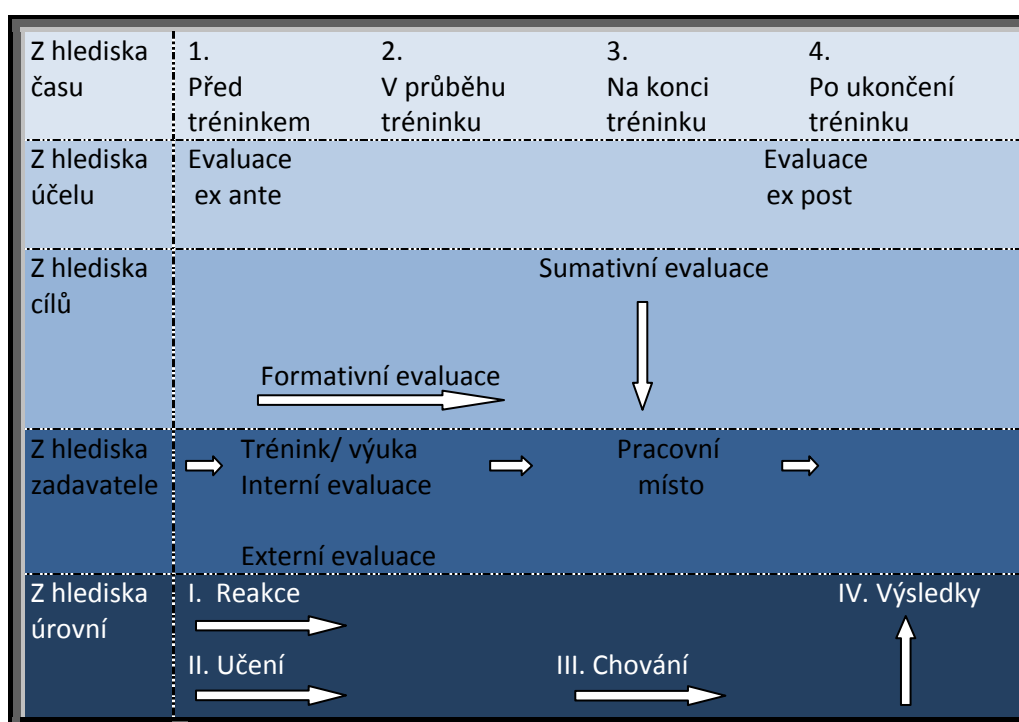 Z hlediska
času
1.
Před
tréninkem
2.
V průběhu
tréninku
3.
Na konci
tréninku
4.
Po ukončení
tréninku
Z hlediska
účelu
Evaluace
ex ante
Evaluace
ex post
Z hlediska
cílů
Sumativní evaluace
Formativní evaluace
Z hlediska
zadavatele
Trénink/ výuka
Interní evaluace
Externí evaluace
Pracovní
místo
Z hlediska
úrovní
I. Reakce
II. Učení
III. Chování
IV. Výsledky